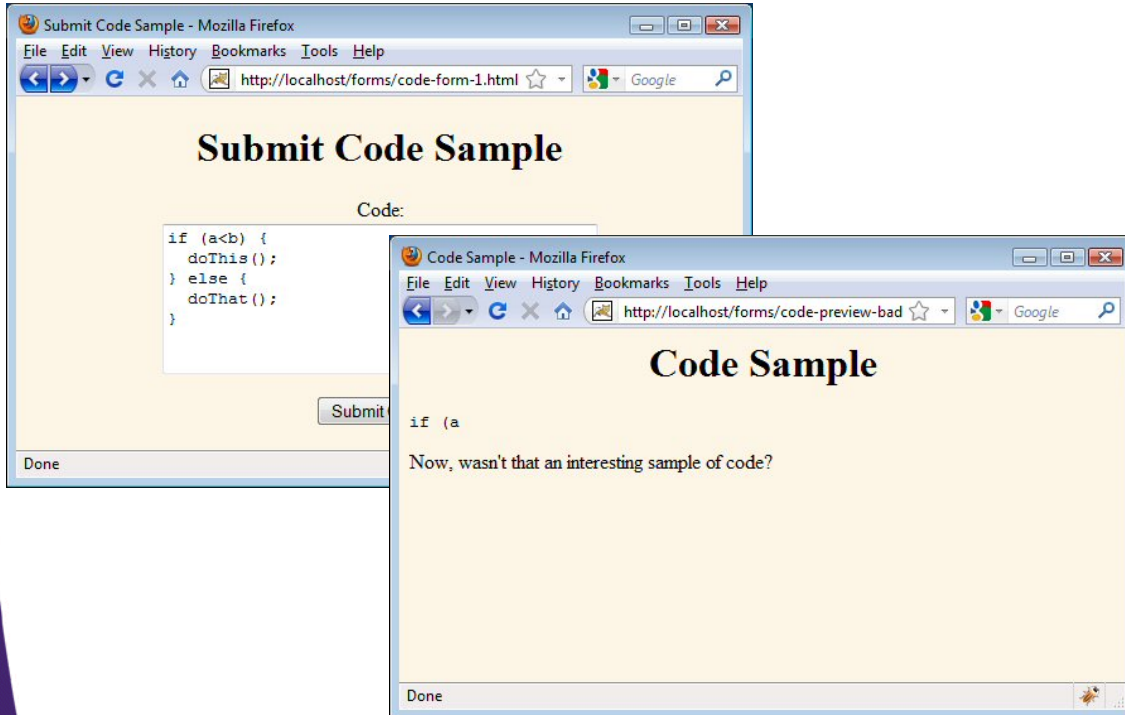 Submit Code Sample - Mozilla Firefox
File Edit View History Bookmarks Tools Help
http://localhost/forms/code-form-1.html
Google
Submit Code Sample
Code:
if (a<b) {
doThis();
} else {
doThat();
}
Submit
Done
Code Sample - Mozilla Firefox
File Edit View History Bookmarks Tools Help
http://localhost/forms/code-preview-bad
Google
Code Sample
if (a
Now, wasn't that an interesting sample of code?
Done